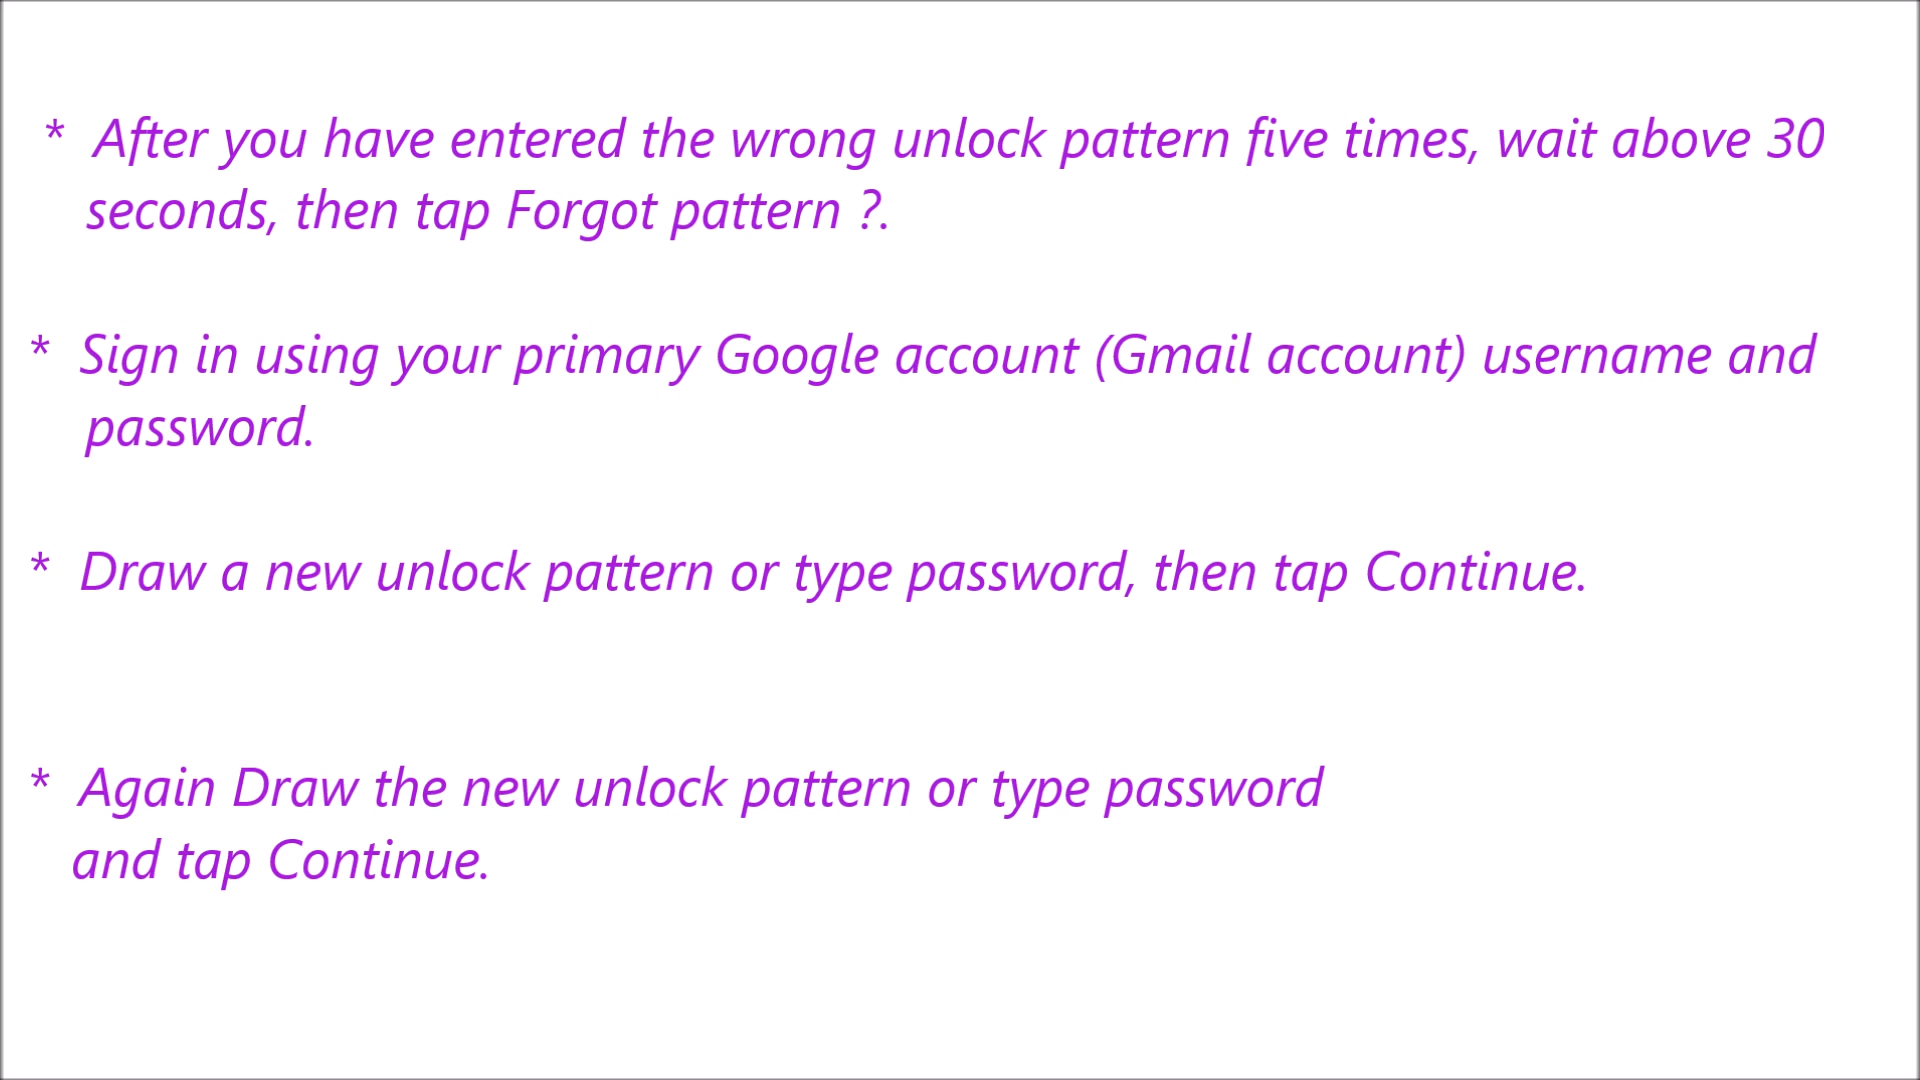 * After you have entered the wrong unlock pattern five times, wait above 30
seconds, then tap Forgot pattern ?.
* Sign in using your primary Google account (Gmail account) username and
password.
* Draw a new unlock pattern or type password, then tap Continue.
* Again Draw the new unlock pattern or type password
and tap Continue.